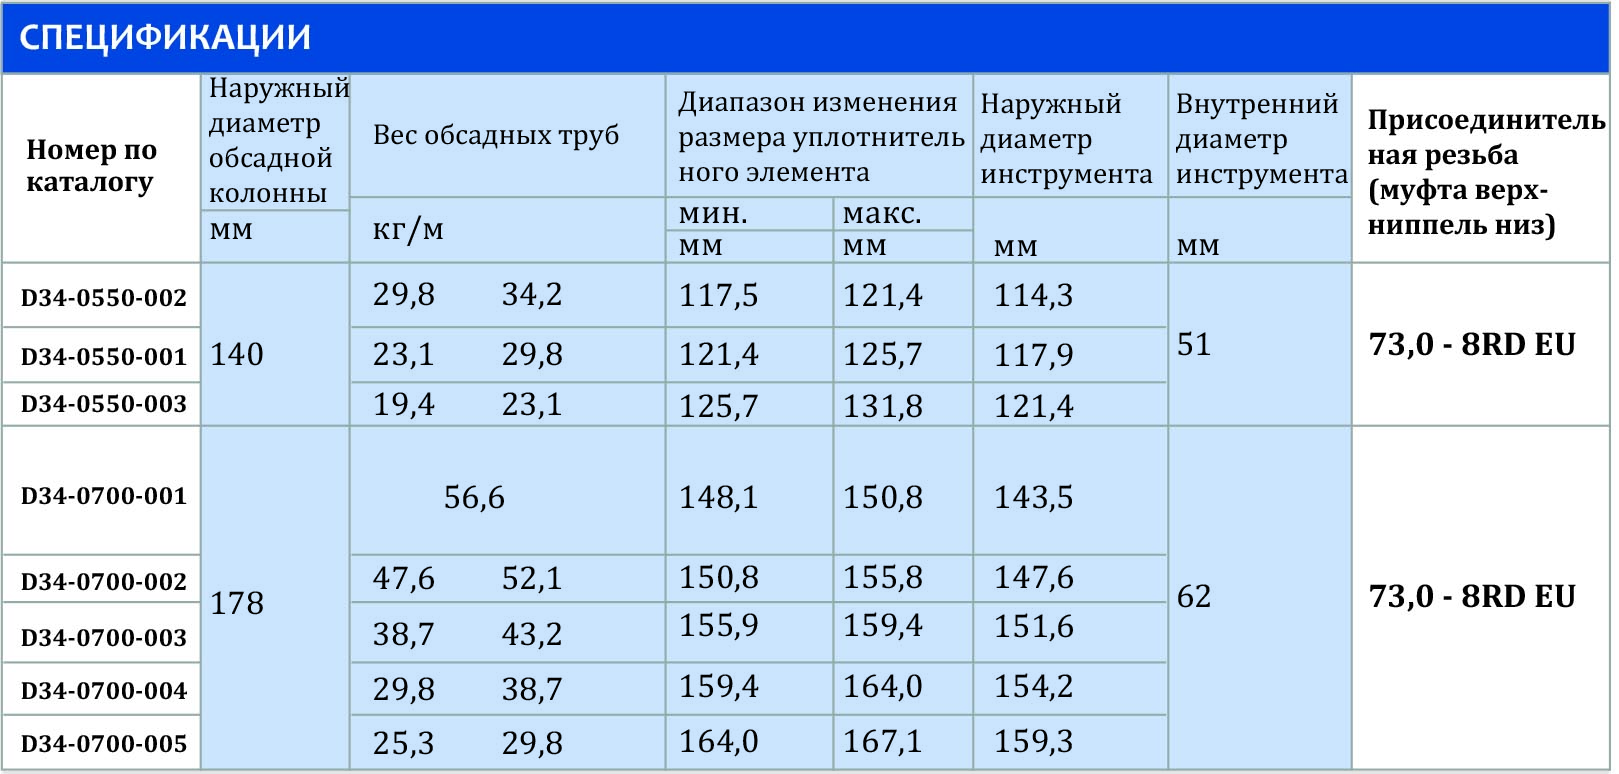 СПЕЦИФИКАЦИИ
Номер по
каталогу
Наружный
диаметр
обсадной
колонны
мм
Вес обсадных труб
кг/м
Диапазон изменения
размера уплотнитель
ного элемента
мин. макс.
мм мм
Наружный
диаметр
инструмента
мм
Внутренний
диаметр
инструмента
мм
Присоединитель
ная резьба
(муфта верх-
ниппель низ)
D34-0550-002 29,8 34,2 117,5 121,4 114,3
D34-0550-001 140 23,1 29,8 121,4 125,7 117,9 51 73,0 - 8RD EU
D34-0550-003 19,4 23,1 125,7 131,8 121,4
D34-0700-001 56,6 148,1 150,8 143,5
D34-0700-002 47,6 52,1 150,8 155,8 147,6
178 62 73,0 - 8RD EU
D34-0700-003 38,7 43,2 155,9 159,4 151,6
D34-0700-004 29,8 38,7 159,4 164,0 154,2
D34-0700-005 25,3 29,8 164,0 167,1 159,3